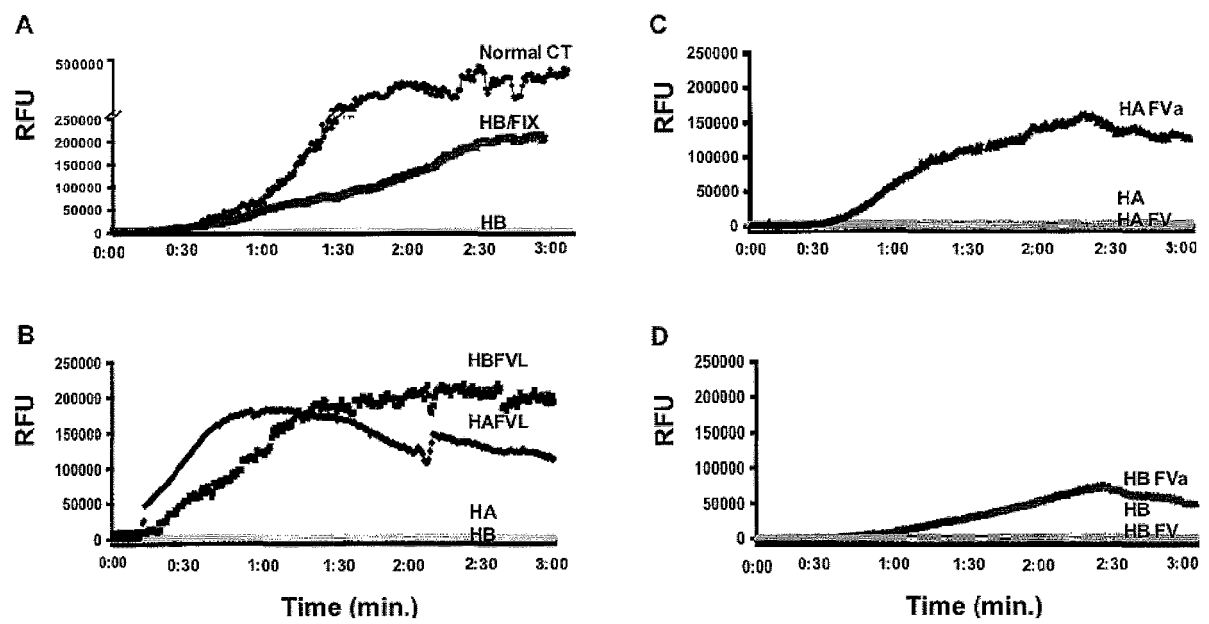 A
RFU
500000
250000
200000
150000
100000
50000
0
Normal CT
HB/FIX
HB
0:00 0:30 1:00 1:30 2:00 2:30 3:00
B
RFU
250000
200000
150000
100000
50000
0
HBFVL
HAFVL
HA
HB
0:00 0:30 1:00 1:30 2:00 2:30 3:00
Time (min.)
C
RFU
250000
200000
150000
100000
50000
0
HA FVa
HA
HA FV
0:00 0:30 1:00 1:30 2:00 2:30 3:00
D
RFU
250000
200000
150000
100000
50000
0
HB FVa
HB
HB FV
0:00 0:30 1:00 1:30 2:00 2:30 3:00
Time (min.)